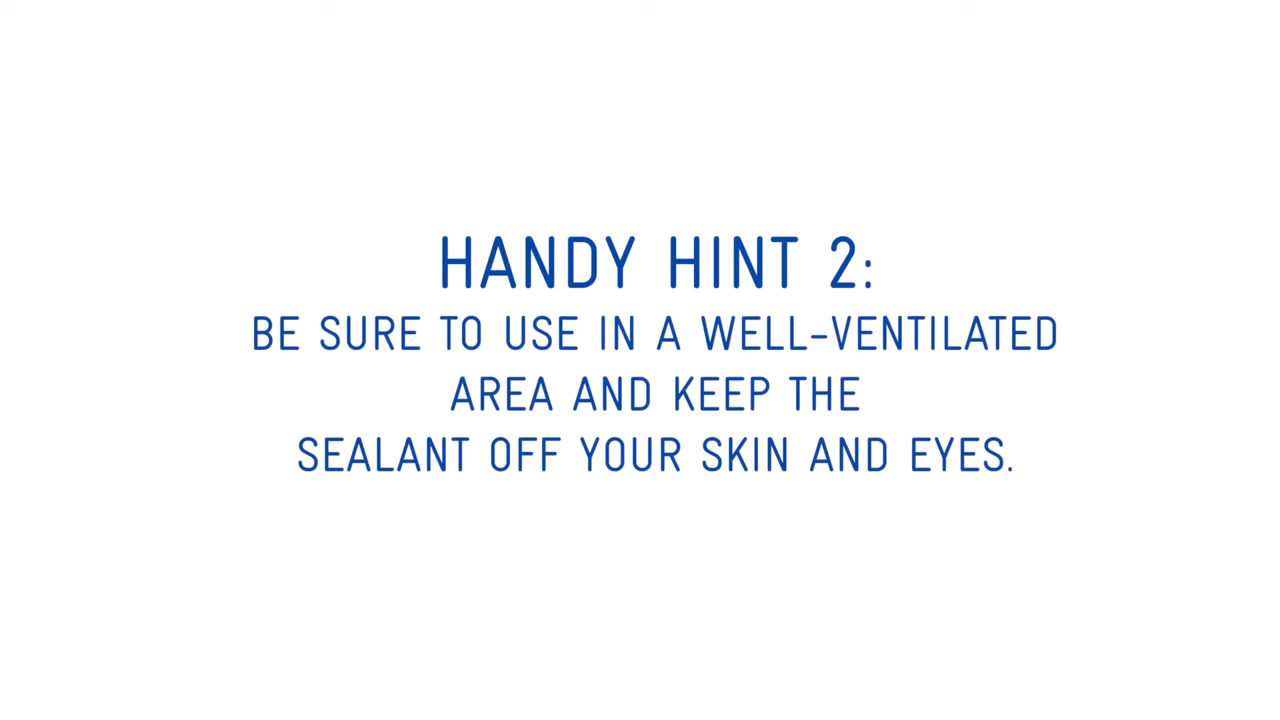 HANDY HINT 2:
BE SURE TO USE IN A WELL-VENTILATED
AREA AND KEEP THE
SEALANT OFF YOUR SKIN AND EYES.